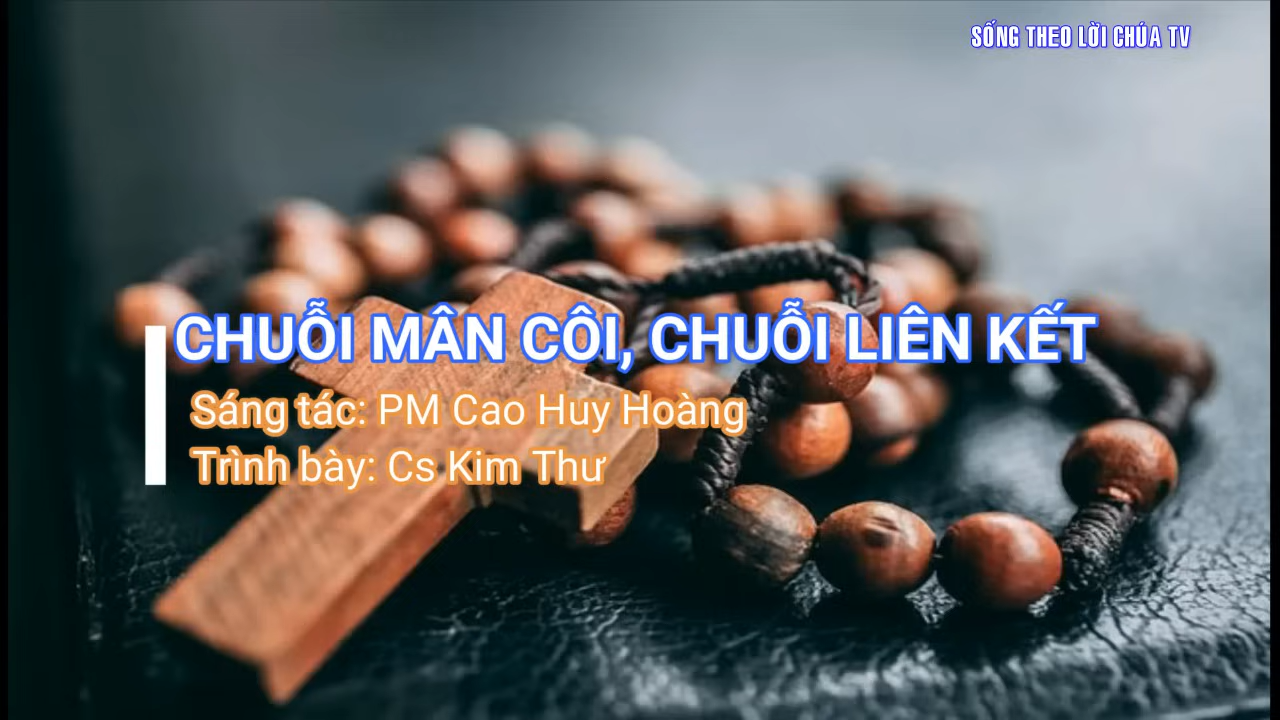 SỐNG THEO LỜI CHÚA TV
CHUỖI MÂN CÔI, CHUỖI LIÊN KẾT
Sáng tác: PM Cao Huy Hoàng
Trình bày: Cs Kim Thư